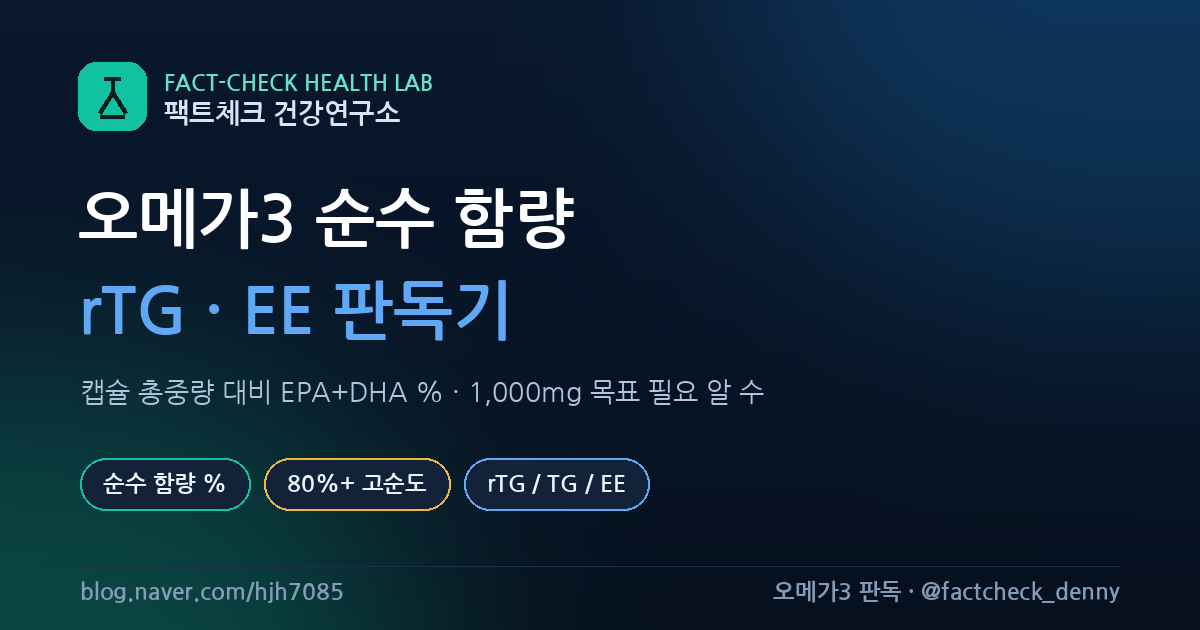 FACT-CHECK HEALTH LAB
팩트체크 건강연구소
오메가3 순수 함량
rTG · EE 판독기
캡슐 총중량 대비 EPA+DHA % · 1,000mg 목표 필요 알 수
순수 함량 %
80%+ 고순도
rTG / TG / EE
blog.naver.com/hjh7085
오메가3 판독 · @factcheck_denny